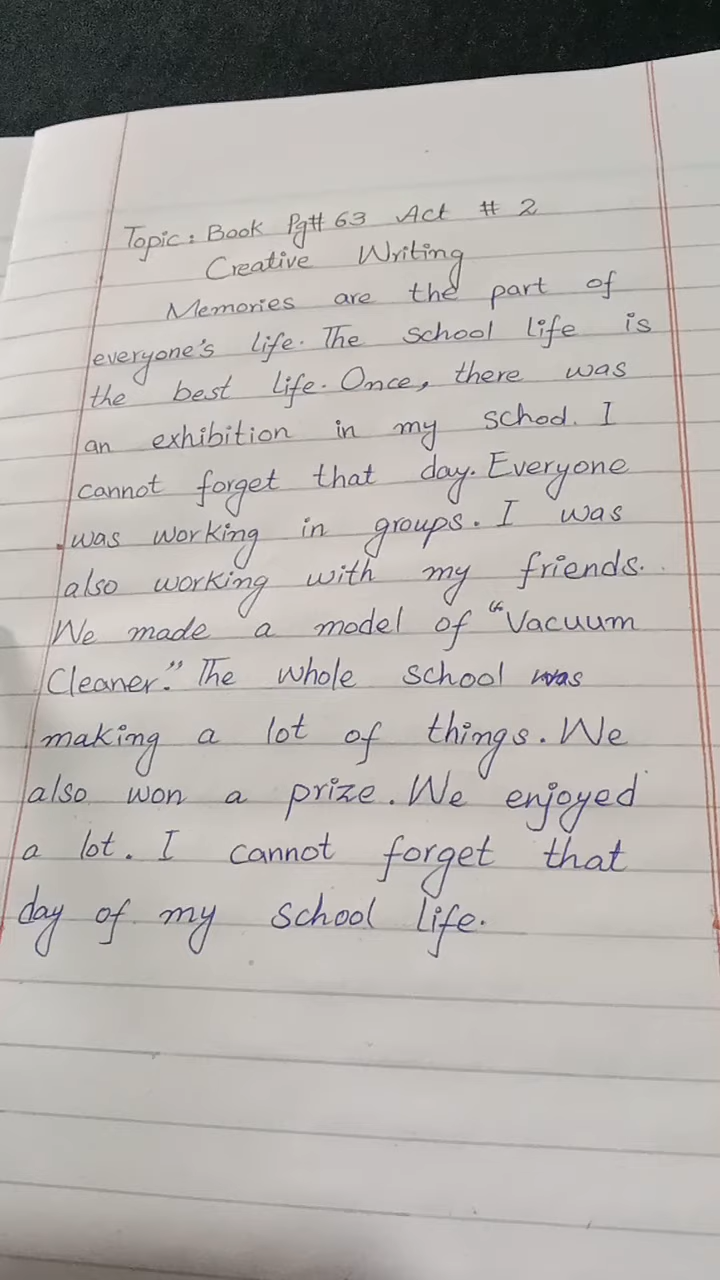 Topic: Book Pg# 63 Act # 2
Creative Writing
Memories are the part of
everyone's life. The school life is
the best life. Once, there was
an exhibition in my school. I
cannot forget that day. Everyone
was working in groups. I was
also working with my friends.
We made a model of "Vacuum
Cleaner." The whole school was
making a lot of things. We
also won a prize. We enjoyed
a lot. I cannot forget that
day of my school life.